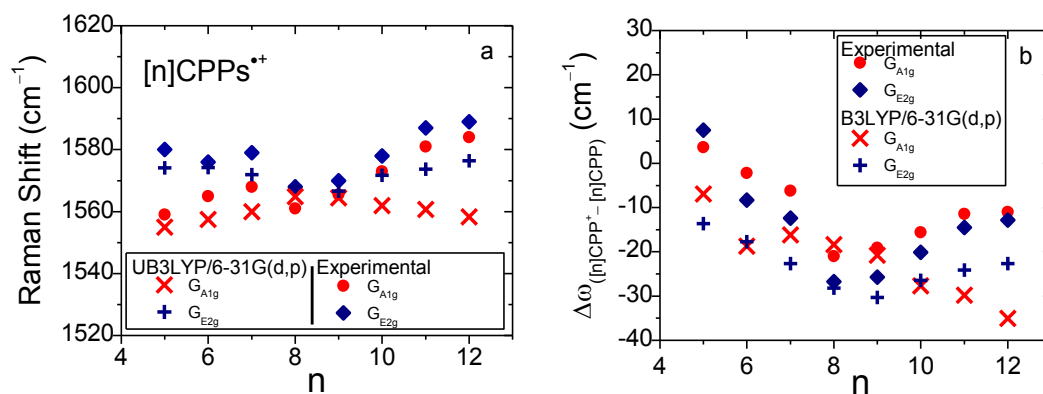 a
[n]CPPs•+
Raman Shift (cm⁻¹)
1620
1600
1580
1560
1540
1520
UB3LYP/6-31G(d,p) Experimental
G_A1g G_A1g
G_E2g G_E2g
4 6 8 10 12
n
b
Δω([n]CPP⁺– [n]CPP) (cm⁻¹)
30
20
10
0
-10
-20
-30
-40
Experimental
G_A1g
G_E2g
B3LYP/6-31G(d,p)
G_A1g
G_E2g
4 6 8 10 12
n